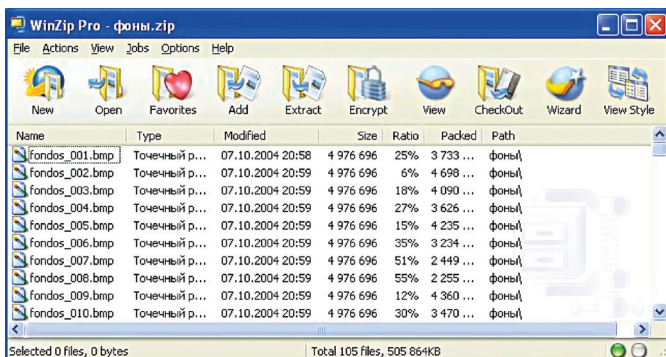 WinZip Pro - фоны.zip
File Actions View Jobs Options Help
New Open Favorites Add Extract Encrypt View CheckOut Wizard View Style
Name Type Modified Size Ratio Packed Path
fondos_001.bmp Точечный р... 07.10.2004 20:58 4 976 696 25% 3 733 ... фоны\
fondos_002.bmp Точечный р... 07.10.2004 20:59 4 976 696 6% 4 698 ... фоны\
fondos_003.bmp Точечный р... 07.10.2004 20:59 4 976 696 18% 4 090 ... фоны\
fondos_004.bmp Точечный р... 07.10.2004 20:59 4 976 696 27% 3 626 ... фоны\
fondos_005.bmp Точечный р... 07.10.2004 20:59 4 976 696 15% 4 235 ... фоны\
fondos_006.bmp Точечный р... 07.10.2004 20:59 4 976 696 35% 3 234 ... фоны\
fondos_007.bmp Точечный р... 07.10.2004 20:59 4 976 696 51% 2 449 ... фоны\
fondos_008.bmp Точечный р... 07.10.2004 20:59 4 976 696 55% 2 255 ... фоны\
fondos_009.bmp Точечный р... 07.10.2004 20:59 4 976 696 12% 4 360 ... фоны\
fondos_010.bmp Точечный р... 07.10.2004 20:59 4 976 696 30% 3 470 ... фоны\
Selected 0 files, 0 bytes Total 105 files, 505 864KB